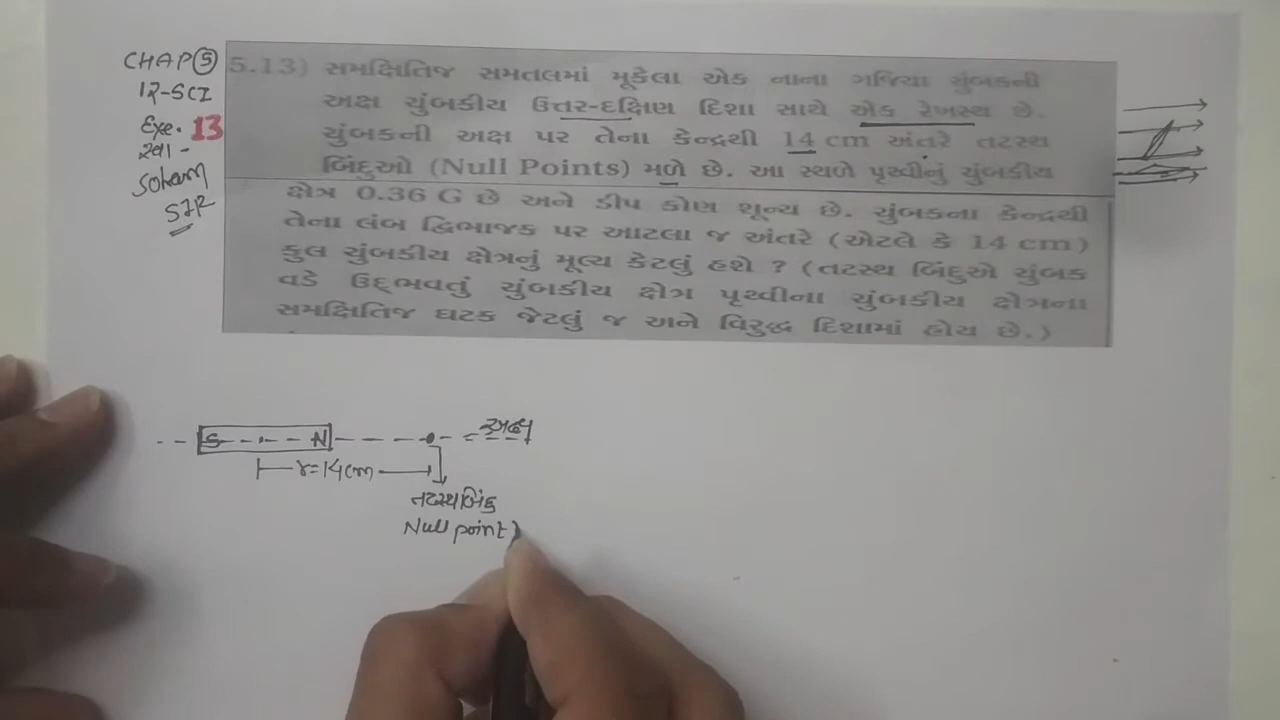 CHAP 5
12-SCI
Exe. 13
રવા -
Soham
SIR
5.13) સમક્ષિતિજ સમતલમાં મૂકેલા એક નાના ગજિયા ચુંબકની
અક્ષ ચુંબકીય ઉત્તર-દક્ષિણ દિશા સાથે એક રેખસ્થ છે.
ચુંબકની અક્ષ પર તેના કેન્દ્રથી 14 cm અંતરે તટસ્થ
બિંદુઓ (Null Points) મળે છે. આ સ્થળે પૃથ્વીનું ચુંબકીય
ક્ષેત્ર 0.36 G છે અને ડીપ કોણ શૂન્ય છે. ચુંબકના કેન્દ્રથી
તેના લંબ દ્વિભાજક પર આટલા જ અંતરે (એટલે કે 14 cm)
કુલ ચુંબકીય ક્ષેત્રનું મૂલ્ય કેટલું હશે ? (તટસ્થ બિંદુએ ચુંબક
વડે ઉદ્ભવતું ચુંબકીય ક્ષેત્ર પૃથ્વીના ચુંબકીય ક્ષેત્રના
સમક્ષિતિજ ઘટક જેટલું જ અને વિરુદ્ધ દિશામાં હોય છે.)
S N અક્ષ
r=14cm
તટસ્થબિંદુ
Null point)